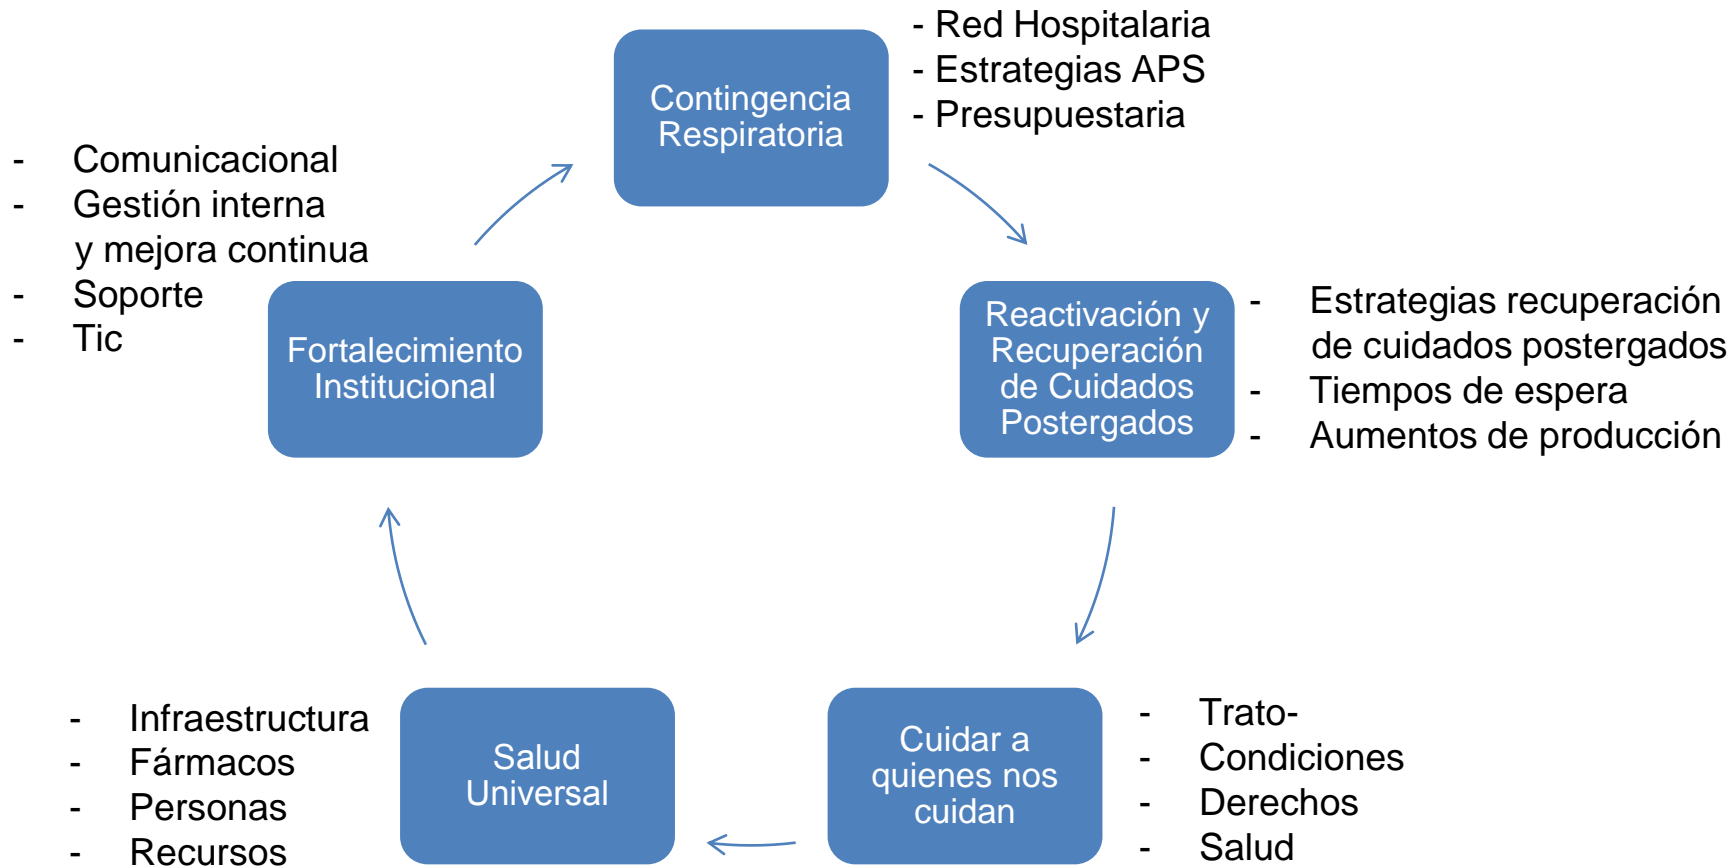 Contingencia
Respiratoria
- Red Hospitalaria
- Estrategias APS
- Presupuestaria
Reactivación y
Recuperación
de Cuidados
Postergados
- Estrategias recuperación
de cuidados postergados
- Tiempos de espera
- Aumentos de producción
Cuidar a
quienes nos
cuidan
- Trato-
- Condiciones
- Derechos
- Salud
Salud
Universal
- Infraestructura
- Fármacos
- Personas
- Recursos
Fortalecimiento
Institucional
- Comunicacional
- Gestión interna
y mejora continua
- Soporte
- Tic